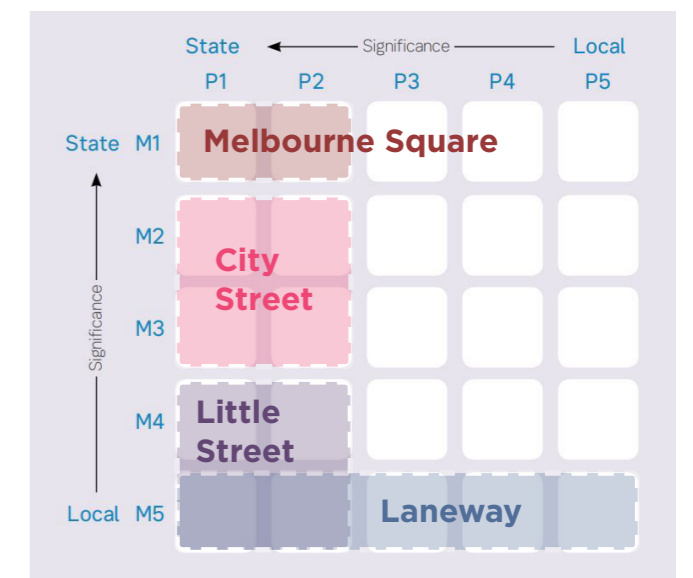 State Significance Local
P1 P2 P3 P4 P5
State M1 Melbourne Square
M2
City
Street
M3
Significance
M4
Little
Street
Local M5 Laneway